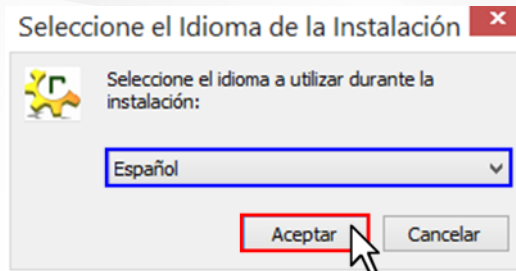 Seleccione el Idioma de la Instalación
Seleccione el idioma a utilizar durante la
instalación:
Español
Aceptar
Cancelar